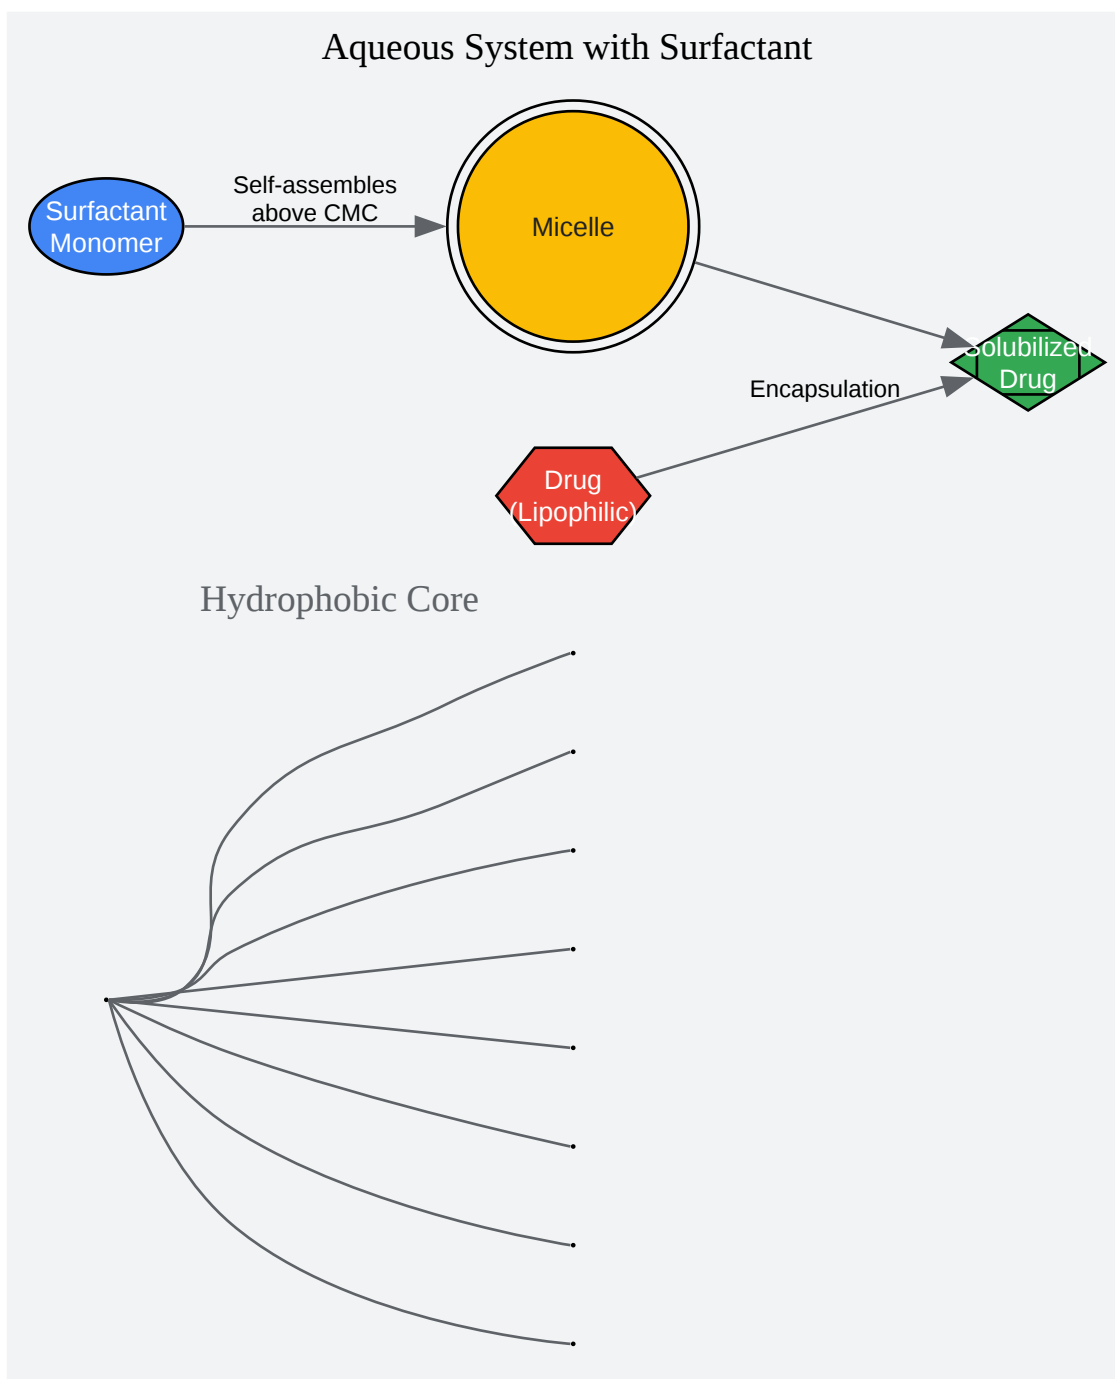 Aqueous System with Surfactant
Surfactant
Monomer
Self-assembles
above CMC
Micelle
Solubilized
Drug
Encapsulation
Drug
(Lipophilic)
Hydrophobic Core